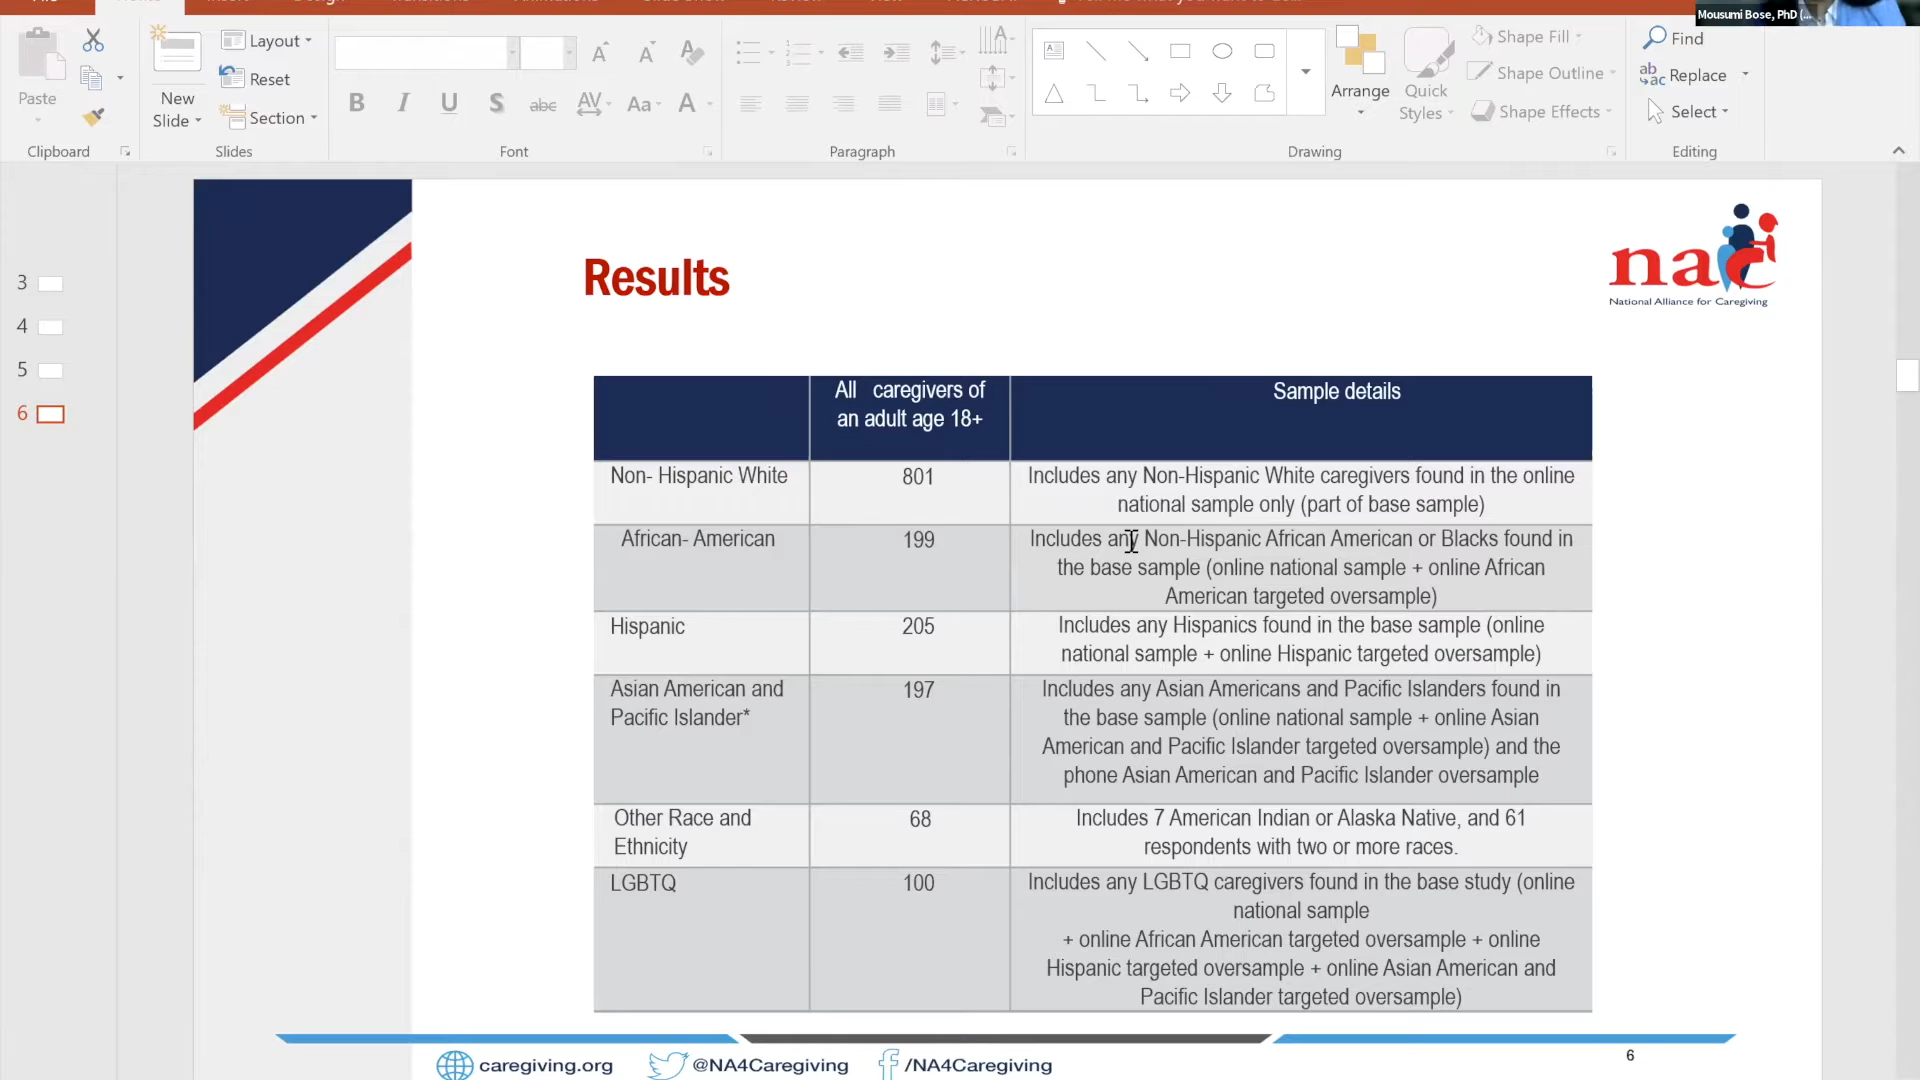 Mousumi Bose, PhD (...
Paste
New
Slide
Layout
Reset
Section
B I U S abc AV Aa A
Shape Fill
Shape Outline
Shape Effects
Arrange
Quick
Styles
Find
Replace
Select
Clipboard
Slides
Font
Paragraph
Drawing
Editing
3
4
5
6
Results
nac
National Alliance for Caregiving
All caregivers of
an adult age 18+
Sample details
Non- Hispanic White
801
Includes any Non-Hispanic White caregivers found in the online
national sample only (part of base sample)
African- American
199
Includes any Non-Hispanic African American or Blacks found in
the base sample (online national sample + online African
American targeted oversample)
Hispanic
205
Includes any Hispanics found in the base sample (online
national sample + online Hispanic targeted oversample)
Asian American and
Pacific Islander*
197
Includes any Asian Americans and Pacific Islanders found in
the base sample (online national sample + online Asian
American and Pacific Islander targeted oversample) and the
phone Asian American and Pacific Islander oversample
Other Race and
Ethnicity
68
Includes 7 American Indian or Alaska Native, and 61
respondents with two or more races.
LGBTQ
100
Includes any LGBTQ caregivers found in the base study (online
national sample
+ online African American targeted oversample + online
Hispanic targeted oversample + online Asian American and
Pacific Islander targeted oversample)
caregiving.org
@NA4Caregiving
/NA4Caregiving
6